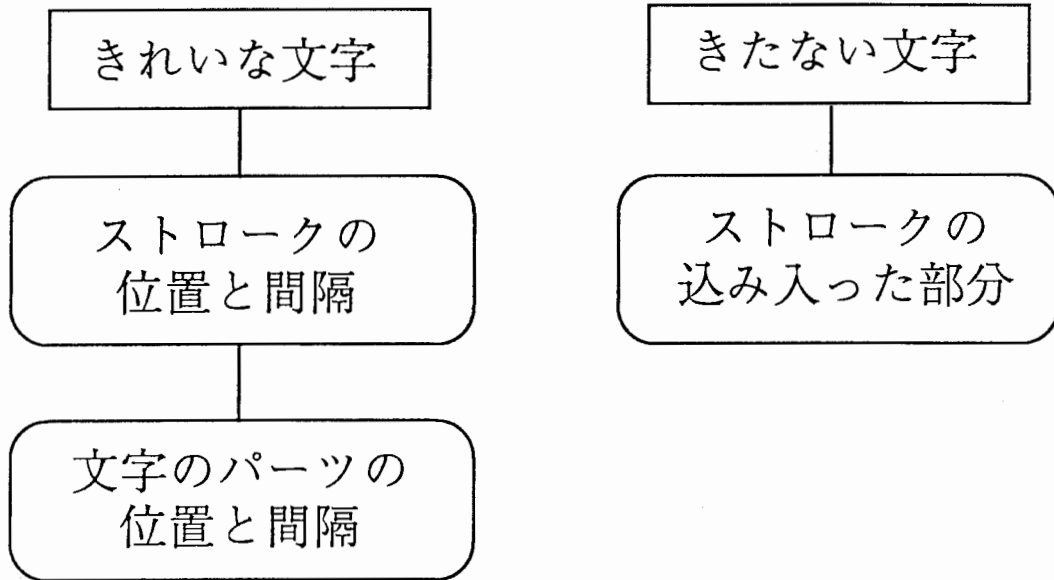 きれいな文字
ストロークの
位置と間隔
文字のパーツの
位置と間隔
きたない文字
ストロークの
込み入った部分